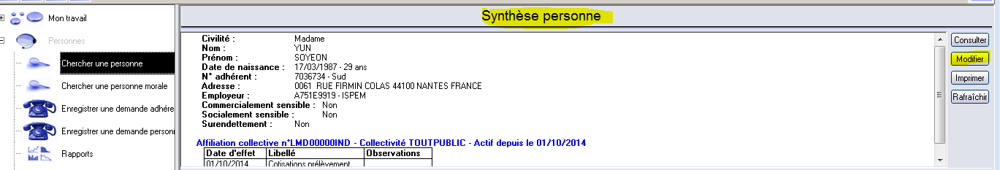 Synthèse personne
Mon travail
Personnes
Chercher une personne
Chercher une personne morale
Enregistrer une demande adhére
Enregistrer une demande personn
Rapports
Civilité : Madame
Nom : YUN
Prénom : SOYEON
Date de naissance : 17/03/1987 - 29 ans
N° adhérent : 7036734 - Sud
Adresse : 0061 RUE FIRMIN COLAS 44100 NANTES FRANCE
Employeur : A751E9919 - ISPEM
Commercialement sensible : Non
Socialement sensible : Non
Surendettement : Non
Affiliation collective n°LMD00000IND - Collectivité TOUTPUBLIC - Actif depuis le 01/10/2014
Date d'effet Libellé Observations
01/10/2014 Cotisations prélèvement
Consulter
Modifier
Imprimer
Rafraîchir